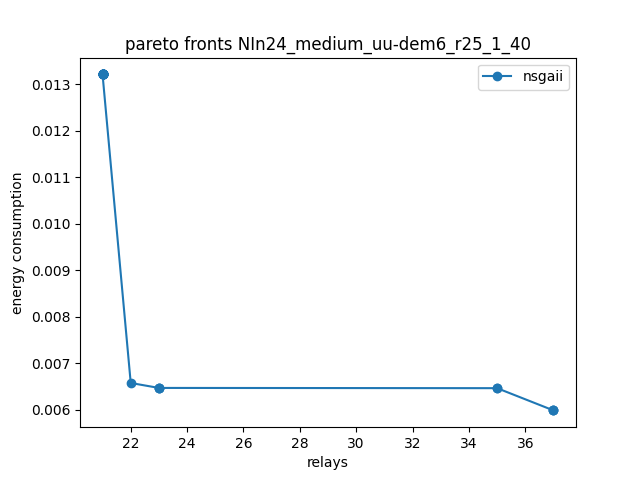 pareto fronts NIn24_medium_uu-dem6_r25_1_40
nsgaii
energy consumption
0.013
0.012
0.011
0.010
0.009
0.008
0.007
0.006
22 24 26 28 30 32 34 36
relays